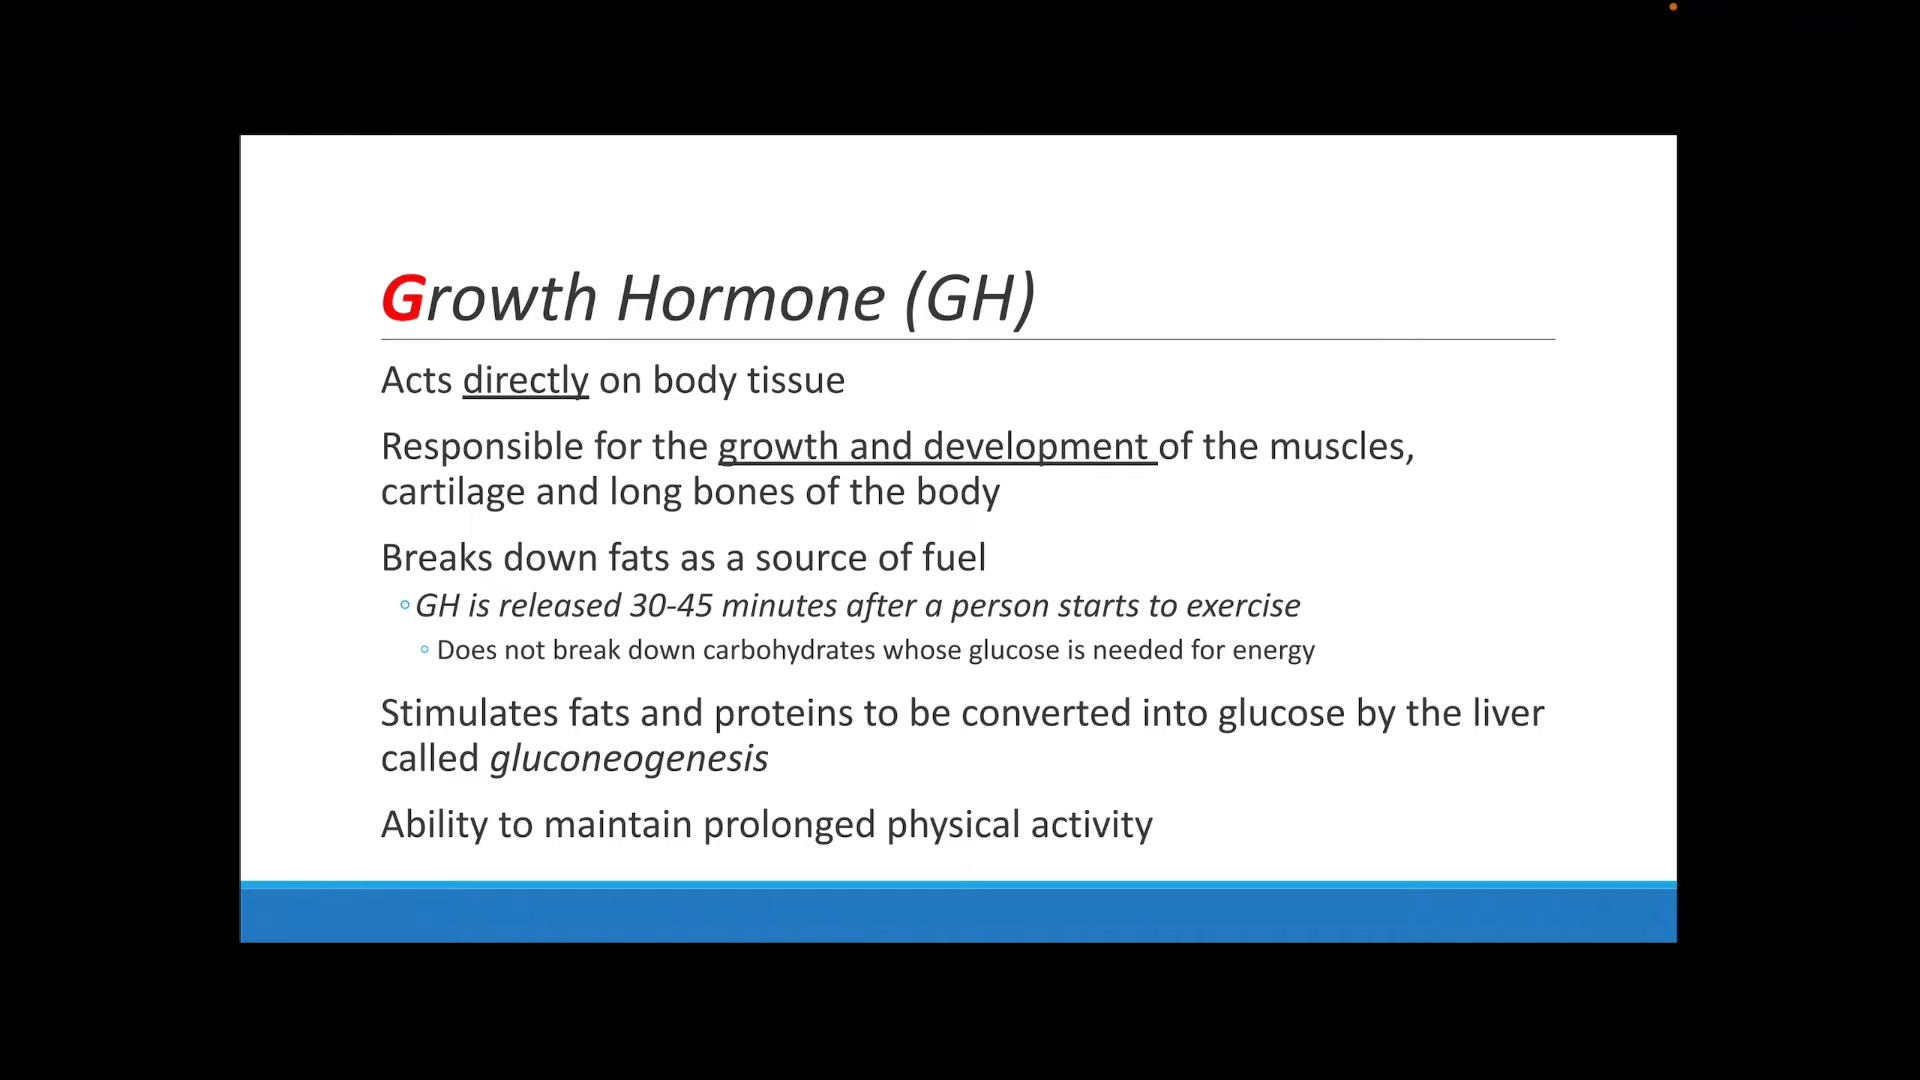 Growth Hormone (GH)
Acts directly on body tissue
Responsible for the growth and development of the muscles,
cartilage and long bones of the body
Breaks down fats as a source of fuel
◦GH is released 30-45 minutes after a person starts to exercise
◦ Does not break down carbohydrates whose glucose is needed for energy
Stimulates fats and proteins to be converted into glucose by the liver
called gluconeogenesis
Ability to maintain prolonged physical activity